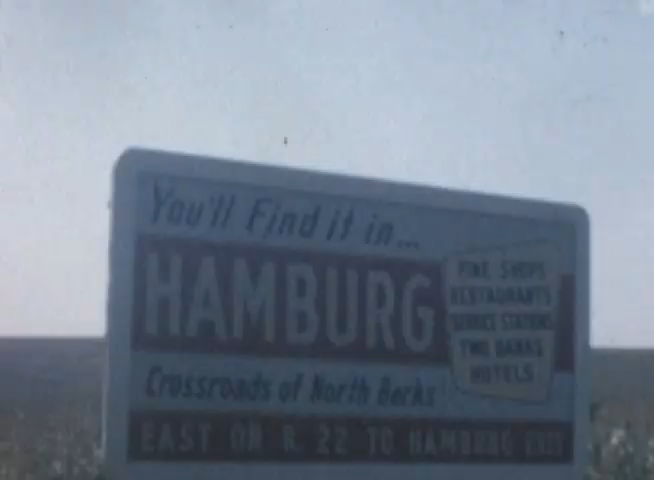 You'll Find it in...
HAMBURG
FINE SHOPS
RESTAURANTS
SERVICE STATIONS
TWO BANKS
HOTELS
Crossroads of North Berks
EAST ON R. 22 TO HAMBURG EXIT